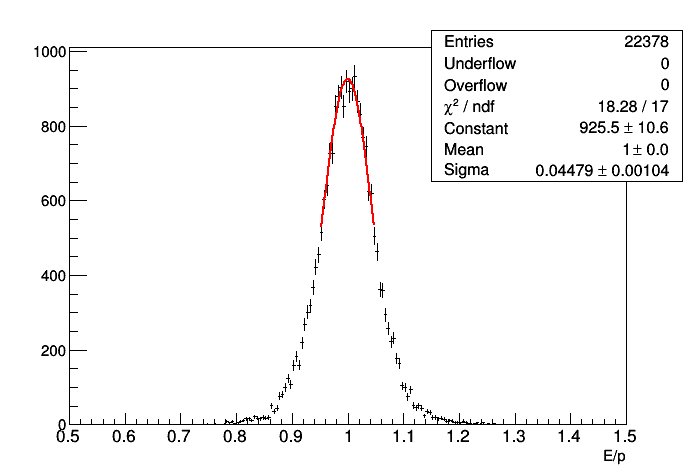 Entries 22378
Underflow 0
Overflow 0
χ² / ndf 18.28 / 17
Constant 925.5 ± 10.6
Mean 1 ± 0.0
Sigma 0.04479 ± 0.00104
1000
800
600
400
200
0
0.5 0.6 0.7 0.8 0.9 1 1.1 1.2 1.3 1.4 1.5
E/p